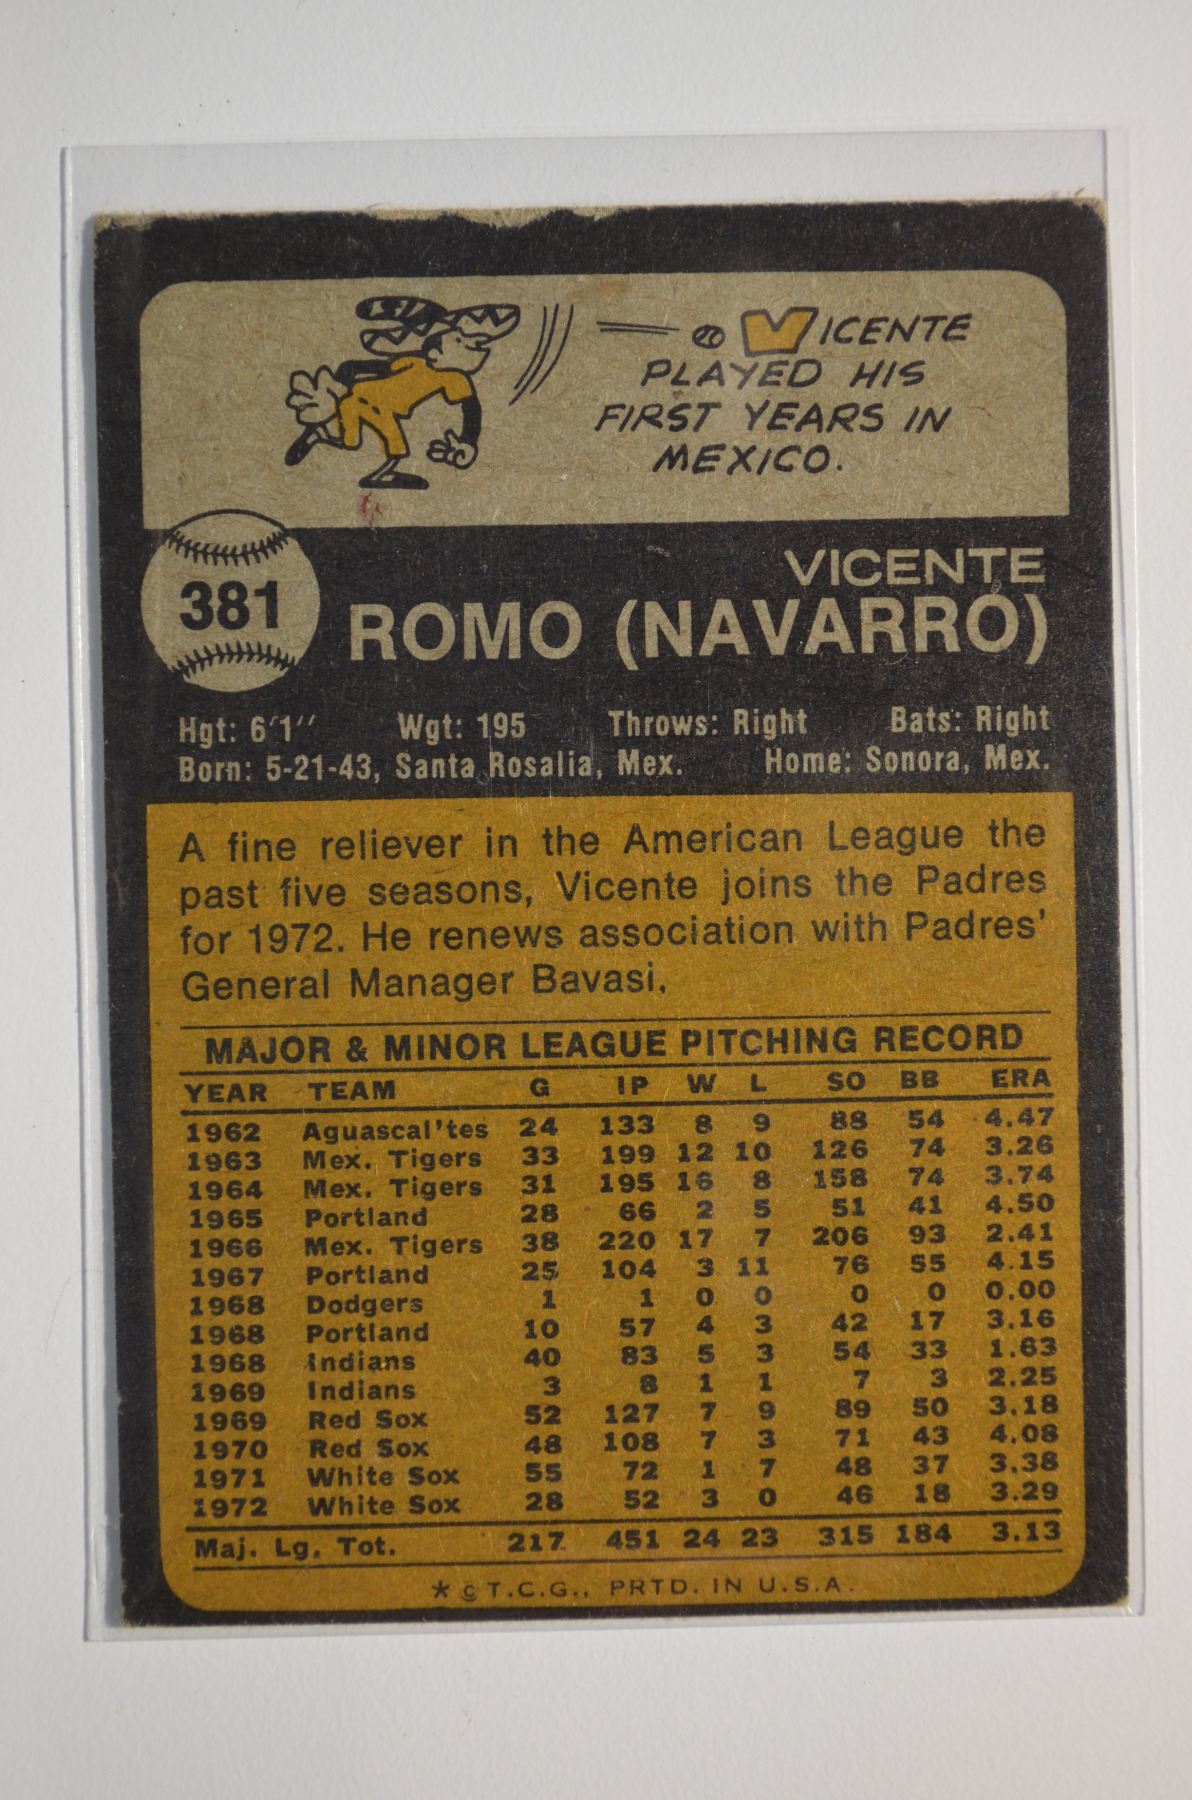 VICENTE
PLAYED HIS
FIRST YEARS IN
MEXICO.
381
VICENTE
ROMO (NAVARRO)
Hgt: 6'1" Wgt: 195 Throws: Right Bats: Right
Born: 5-21-43, Santa Rosalia, Mex. Home: Sonora, Mex.
A fine reliever in the American League the
past five seasons, Vicente joins the Padres
for 1972. He renews association with Padres'
General Manager Bavasi.
MAJOR & MINOR LEAGUE PITCHING RECORD
YEAR TEAM G IP W L SO BB ERA
1962 Aguascal'tes 24 133 8 9 88 54 4.47
1963 Mex. Tigers 33 199 12 10 126 74 3.26
1964 Mex. Tigers 31 195 16 8 158 74 3.74
1965 Portland 28 66 2 5 51 41 4.50
1966 Mex. Tigers 38 220 17 7 206 93 2.41
1967 Portland 25 104 3 11 76 55 4.15
1968 Dodgers 1 1 0 0 0 0 0.00
1968 Portland 10 57 4 3 42 17 3.16
1968 Indians 40 83 5 3 54 33 1.63
1969 Indians 3 8 1 1 7 3 2.25
1969 Red Sox 52 127 7 9 89 50 3.18
1970 Red Sox 48 108 7 3 71 43 4.08
1971 White Sox 55 72 1 7 48 37 3.38
1972 White Sox 28 52 3 0 46 18 3.29
Maj. Lg. Tot. 217 451 24 23 315 184 3.13
* © T.C.G., PRTD. IN U.S.A.